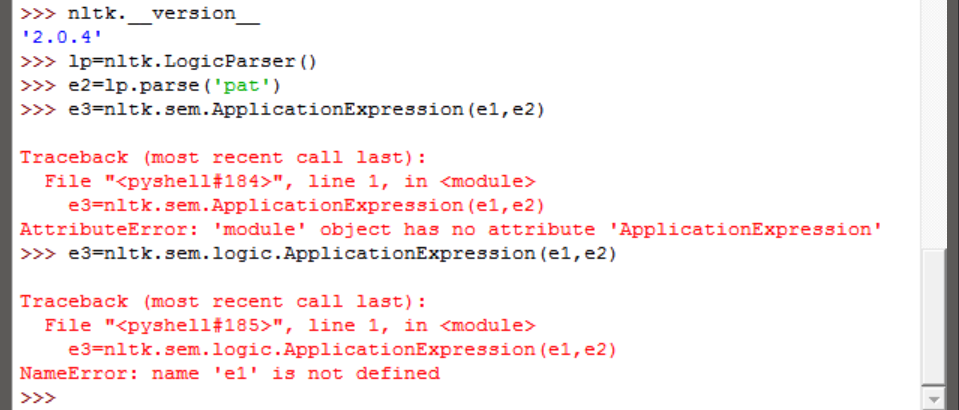 >>> nltk.__version__
'2.0.4'
>>> lp=nltk.LogicParser()
>>> e2=lp.parse('pat')
>>> e3=nltk.sem.ApplicationExpression(e1,e2)

Traceback (most recent call last):
  File "<pyshell#184>", line 1, in <module>
    e3=nltk.sem.ApplicationExpression(e1,e2)
AttributeError: 'module' object has no attribute 'ApplicationExpression'
>>> e3=nltk.sem.logic.ApplicationExpression(e1,e2)

Traceback (most recent call last):
  File "<pyshell#185>", line 1, in <module>
    e3=nltk.sem.logic.ApplicationExpression(e1,e2)
NameError: name 'e1' is not defined
>>>